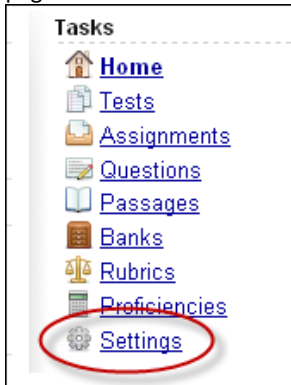 Tasks
Home
Tests
Assignments
Questions
Passages
Banks
Rubrics
Proficiencies
Settings